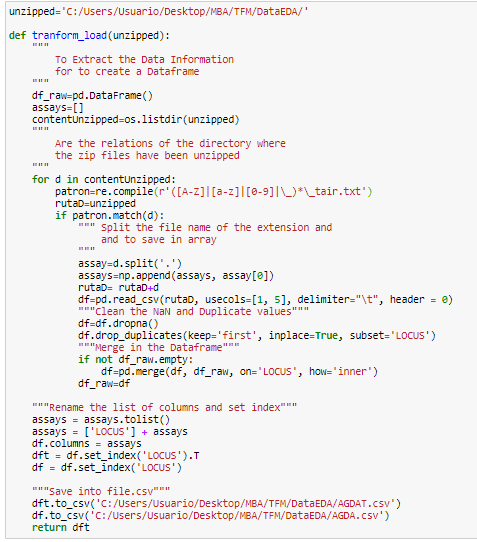 unzipped='C:/Users/Usuario/Desktop/MBA/TFM/DataEDA/'
def tranform_load(unzipped):
"""
To Extract the Data Information
for to create a Dataframe
"""
df_raw=pd.DataFrame()
assays=[]
contentUnzipped=os.listdir(unzipped)
"""
Are the relations of the directory where
the zip files have been unzipped
"""
for d in contentUnzipped:
patron=re.compile(r'([A-Z]|[a-z]|[0-9]|\_)*\_tair.txt')
rutaD=unzipped
if patron.match(d):
""" Split the file name of the extension and
and to save in array
"""
assay=d.split('.')
assays=np.append(assays, assay[0])
rutaD= rutaD+d
df=pd.read_csv(rutaD, usecols=[1, 5], delimiter="\t", header = 0)
"""Clean the NaN and Duplicate values"""
df=df.dropna()
df.drop_duplicates(keep='first', inplace=True, subset='LOCUS')
"""Merge in the Dataframe"""
if not df_raw.empty:
df=pd.merge(df, df_raw, on='LOCUS', how='inner')
df_raw=df
"""Rename the list of columns and set index"""
assays = assays.tolist()
assays = ['LOCUS'] + assays
df.columns = assays
dft = df.set_index('LOCUS').T
df = df.set_index('LOCUS')
"""Save into file.csv"""
dft.to_csv('C:/Users/Usuario/Desktop/MBA/TFM/DataEDA/AGDAT.csv')
df.to_csv('C:/Users/Usuario/Desktop/MBA/TFM/DataEDA/AGDA.csv')
return dft